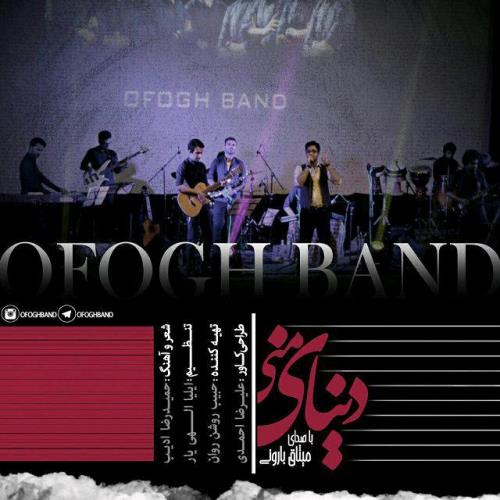 OFOGH BAND
OFOGH BAND
OFOGHBAND
OFOGHBAND
دنیای منی
با صدای
میثاق بارونی
طراحی کاور : علیرضا احمدی
تهیه کننده : حبیب روشن روان
تنظیم : ایلیا الهی یار
شعر و آهنگ : حمیدرضا ادیب